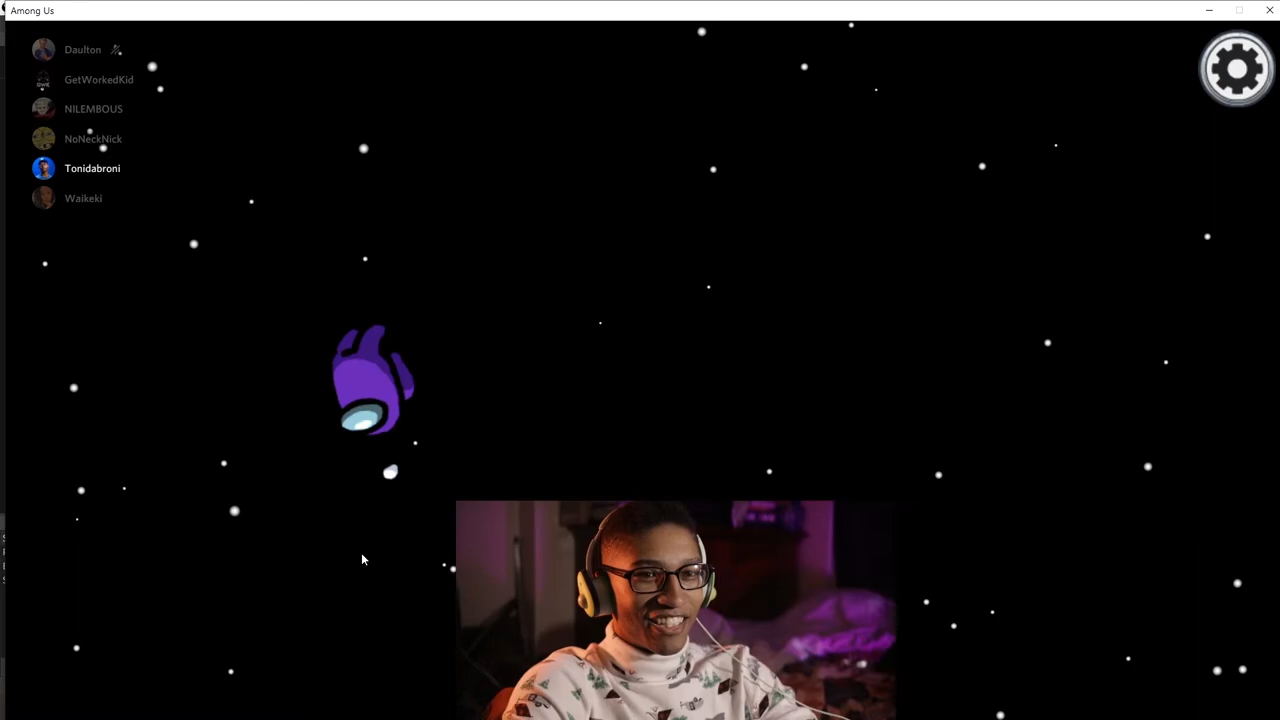 Among Us
Daulton
GetWorkedKid
NILEMBOUS
NoNeckNick
Tonidabroni
Waikeki